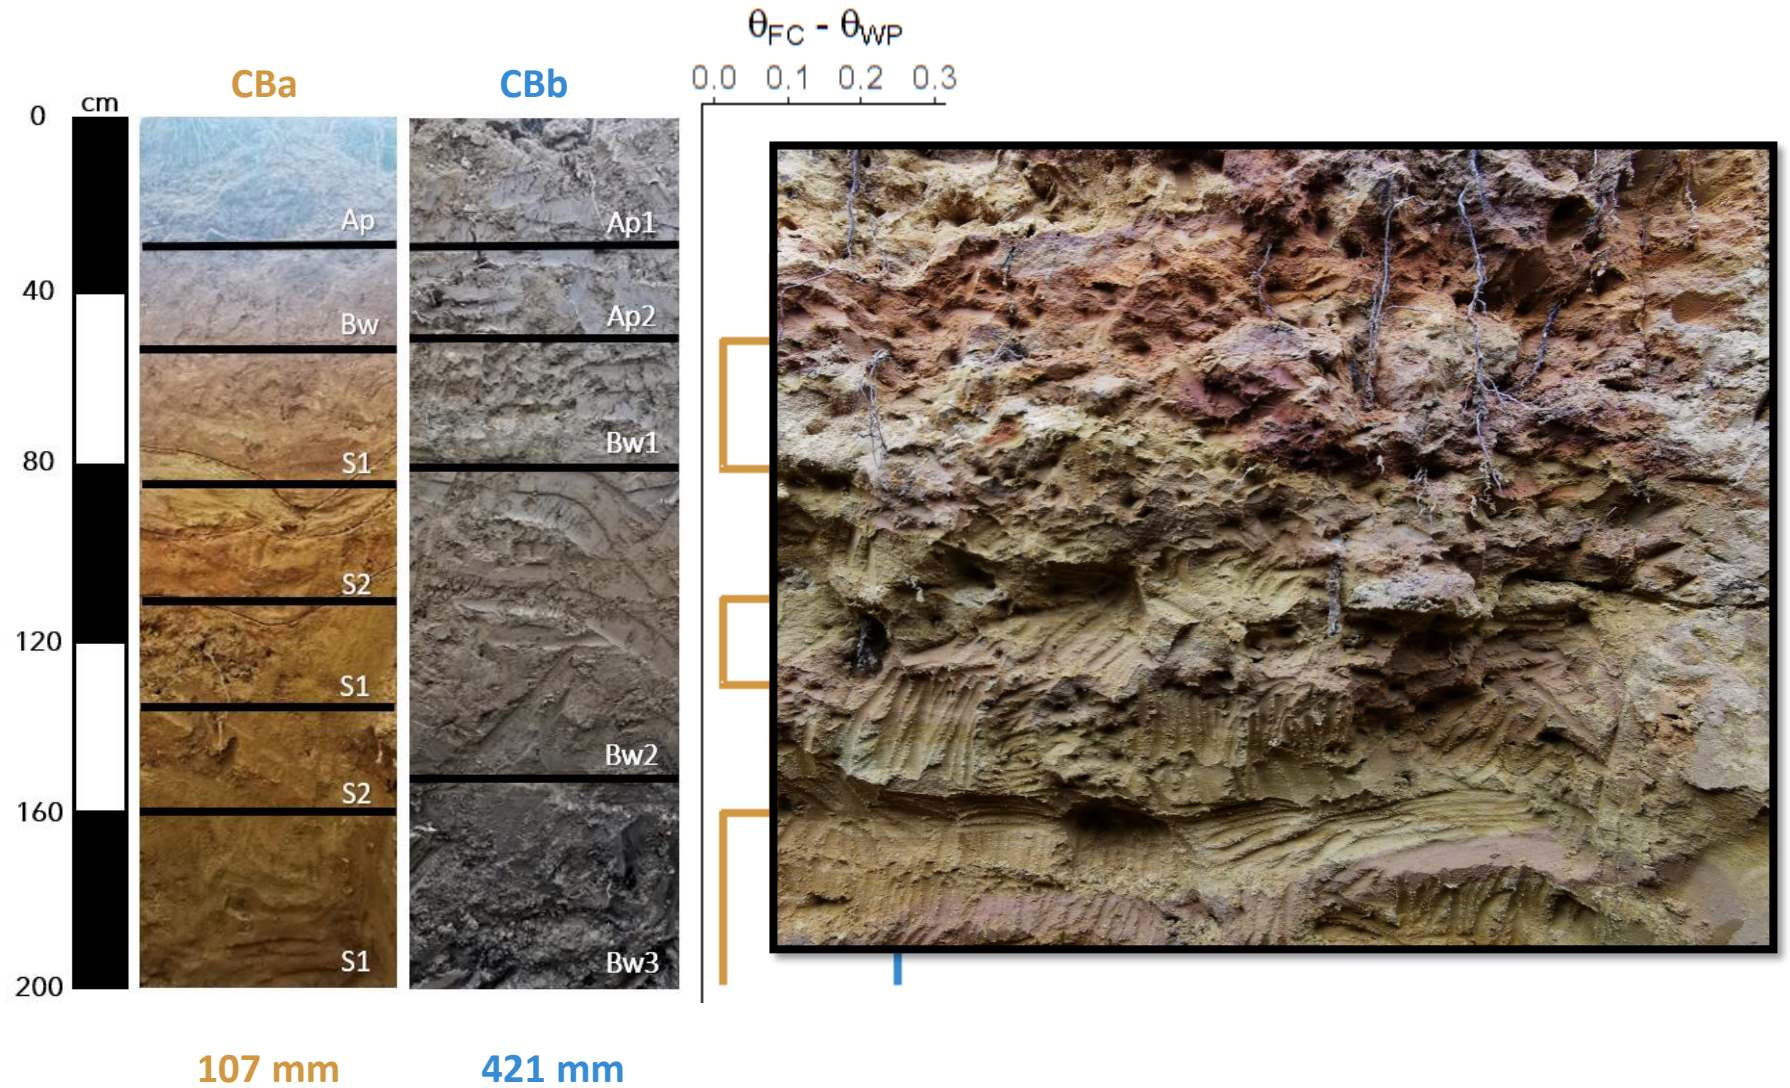 θFC - θWP
0.0 0.1 0.2 0.3
CBa CBb
cm
0
40
80
120
160
200
Ap
Bw
S1
S2
S1
S2
S1
Ap1
Ap2
Bw1
Bw2
Bw3
107 mm 421 mm